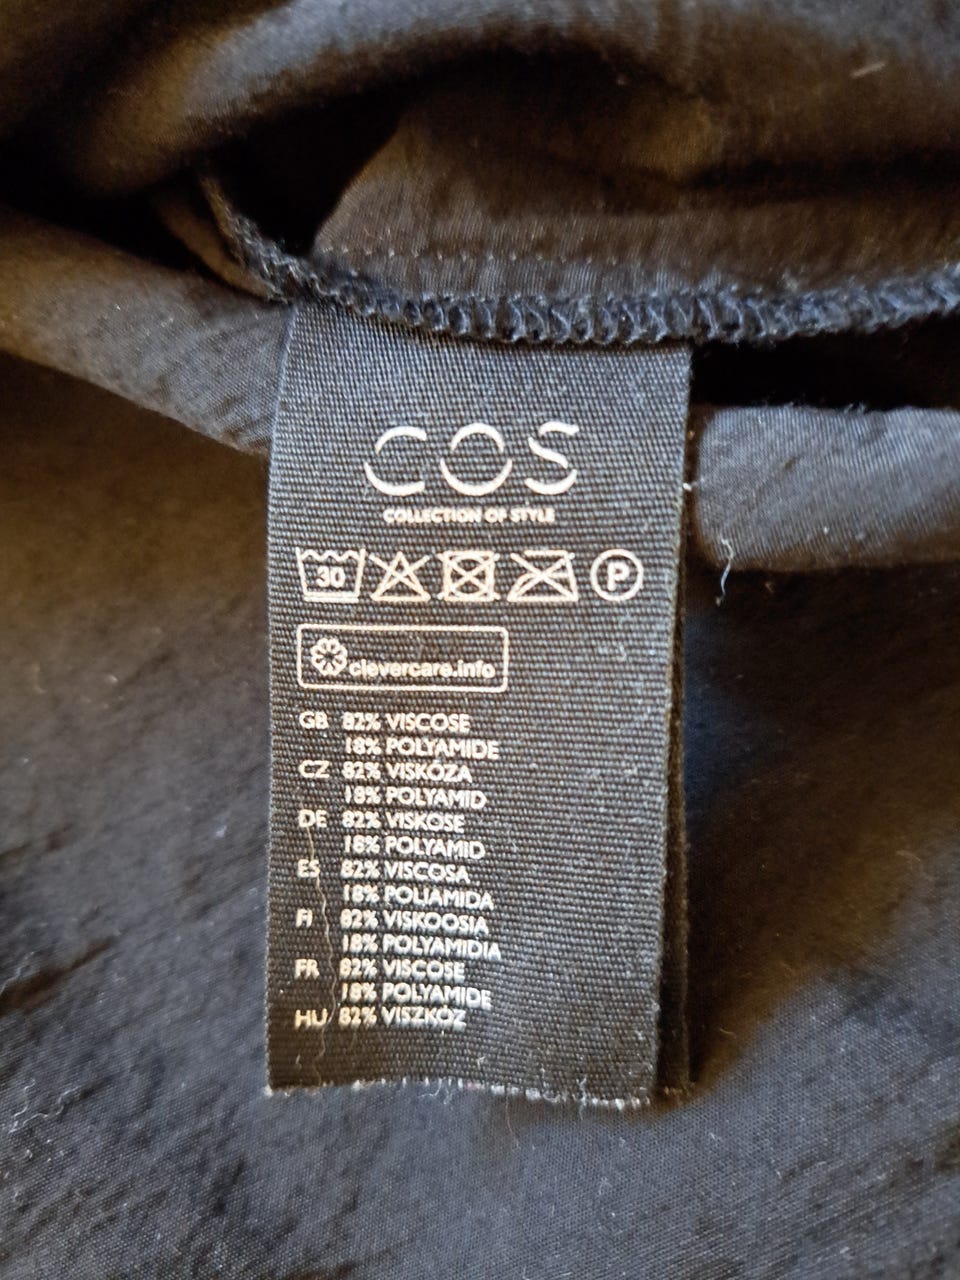 COS
COLLECTION OF STYLE
30 P
clevercare.info
GB 82% VISCOSE
18% POLYAMIDE
CZ 82% VISKÓZA
18% POLYAMID
DE 82% VISKOSE
18% POLYAMID
ES 82% VISCOSA
18% POLIAMIDA
FI 82% VISKOOSIA
18% POLYAMIDIA
FR 82% VISCOSE
18% POLYAMIDE
HU 82% VISZKÓZ